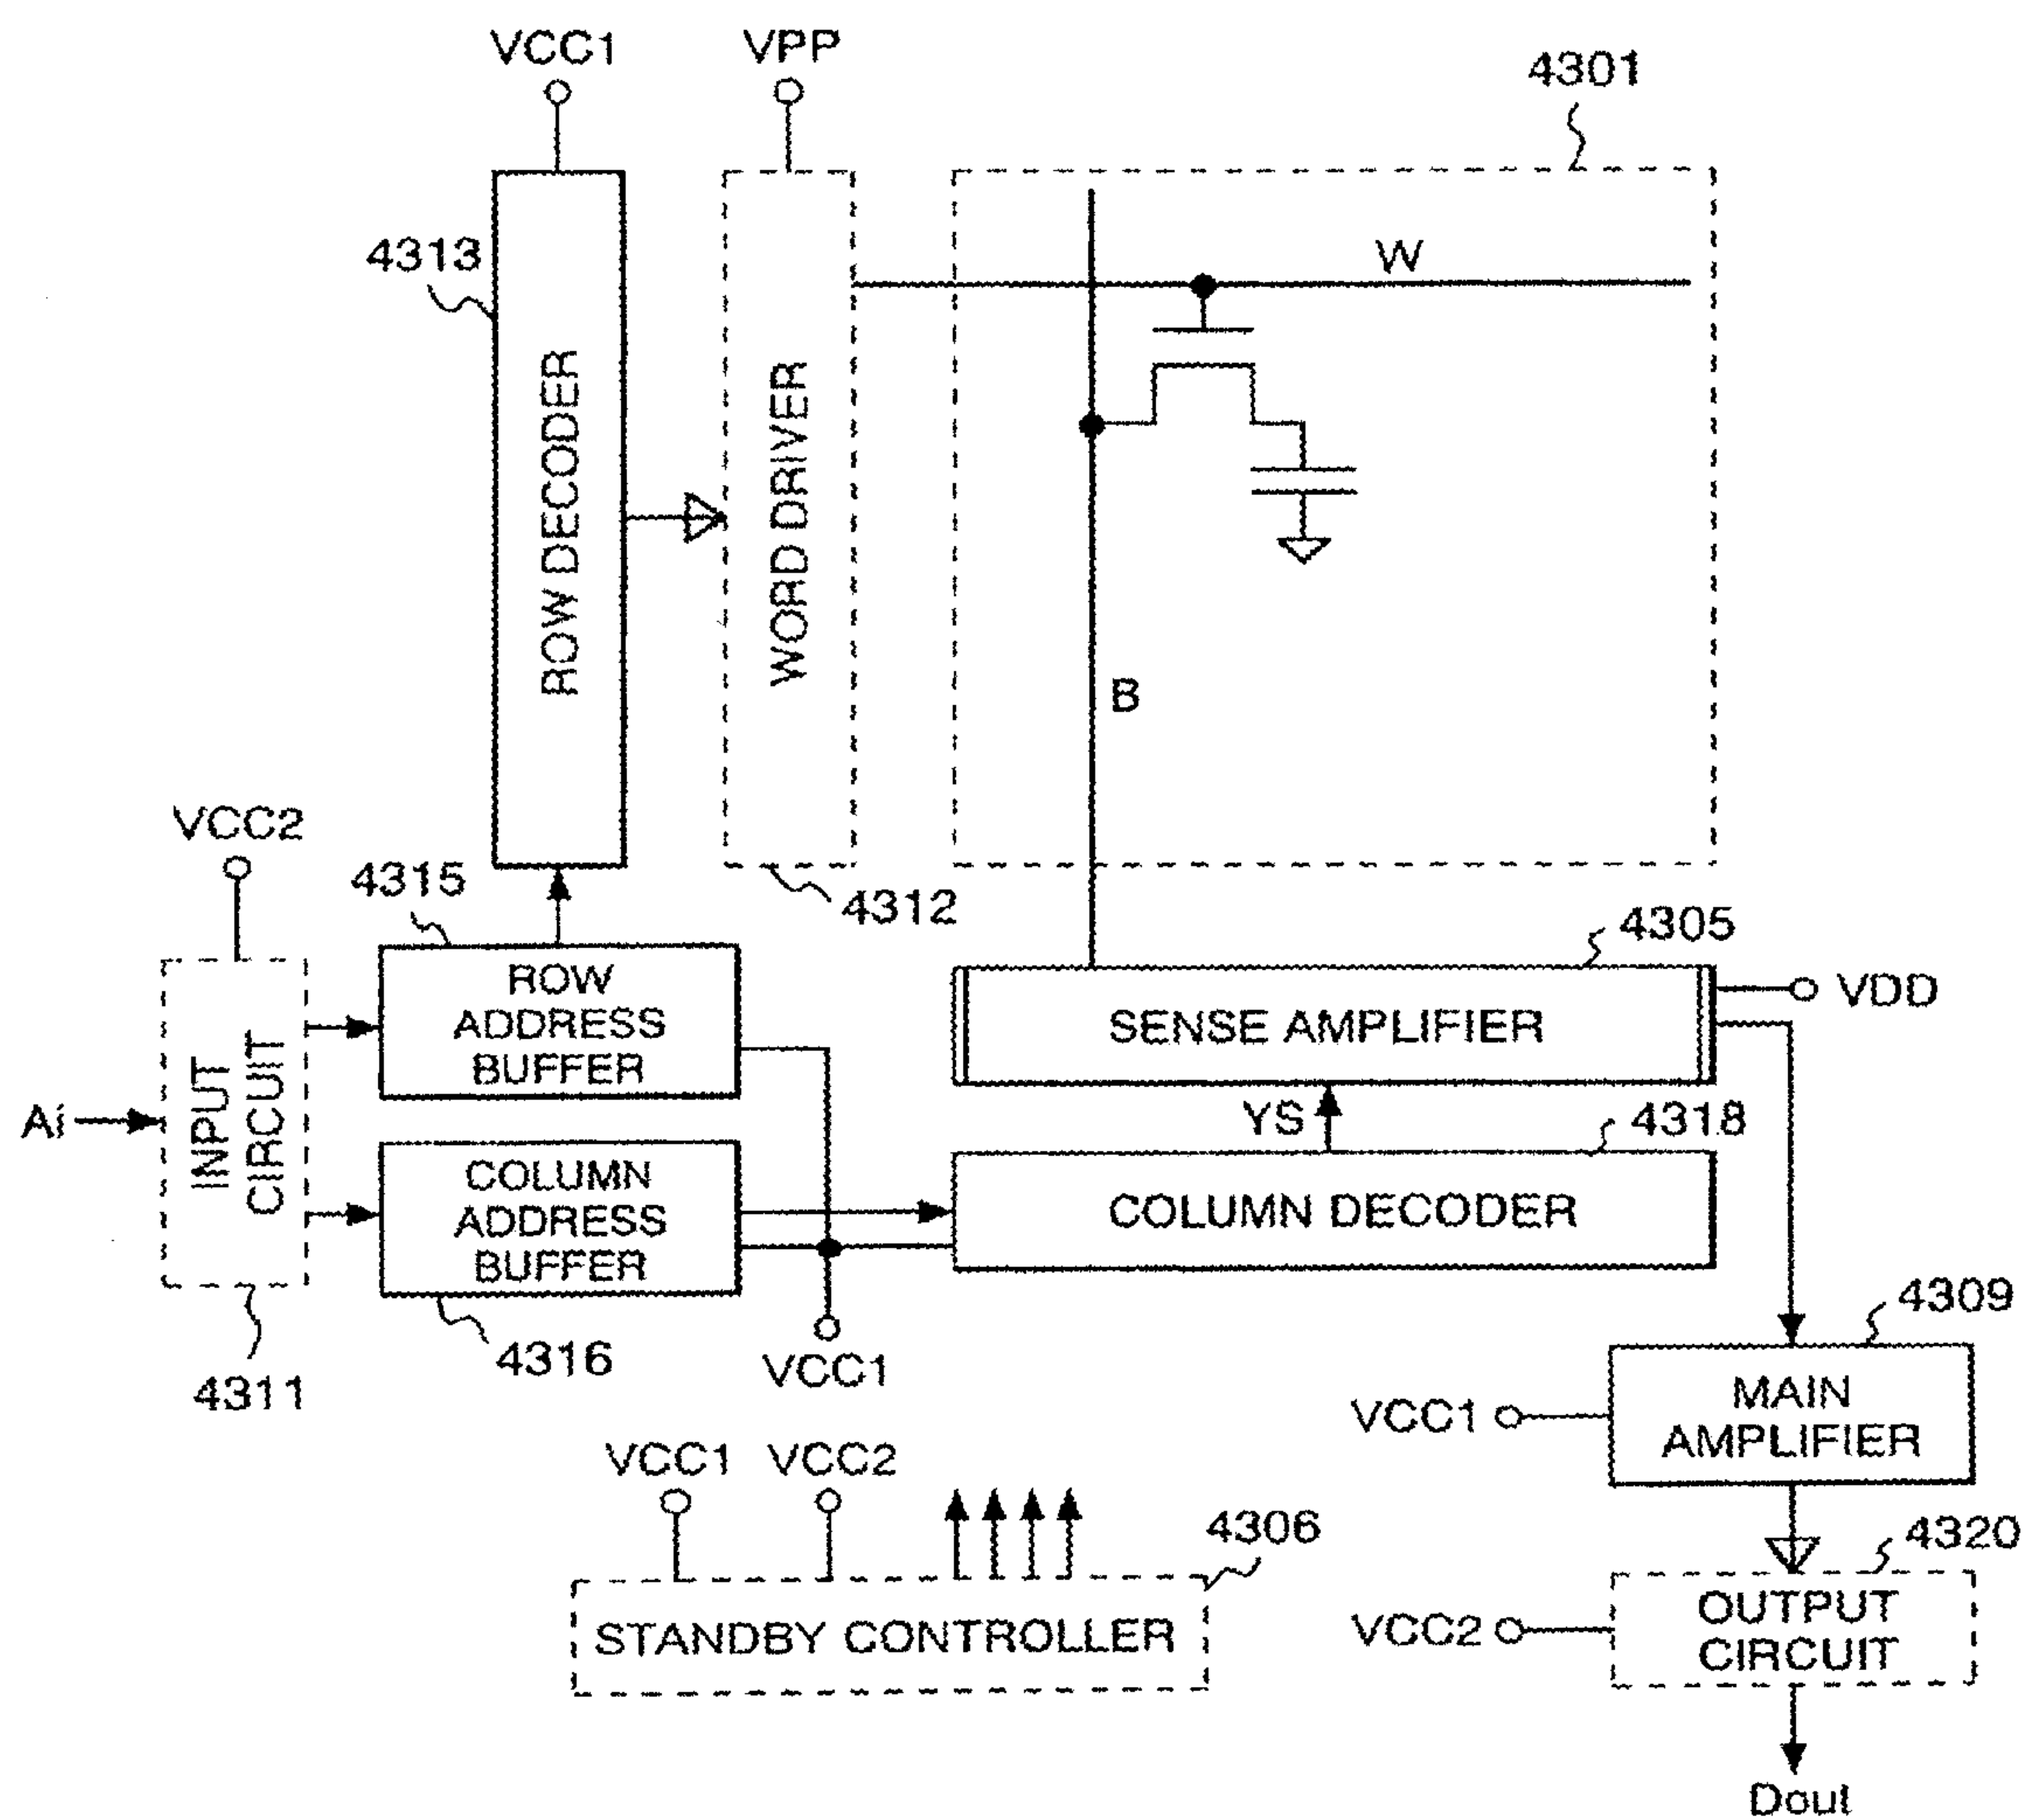 VCC1
VPP
4301
4313
ROW DECODER
WORD DRIVER
W
B
VCC2
4315
4312
4305
ROW
ADDRESS
BUFFER
SENSE AMPLIFIER
VDD
Ai
INPUT
CIRCUIT
YS
4318
COLUMN
ADDRESS
BUFFER
COLUMN DECODER
4311
4316
VCC1
4309
VCC1
MAIN
AMPLIFIER
VCC1
VCC2
4306
4320
STANDBY CONTROLLER
VCC2
OUTPUT
CIRCUIT
Dout